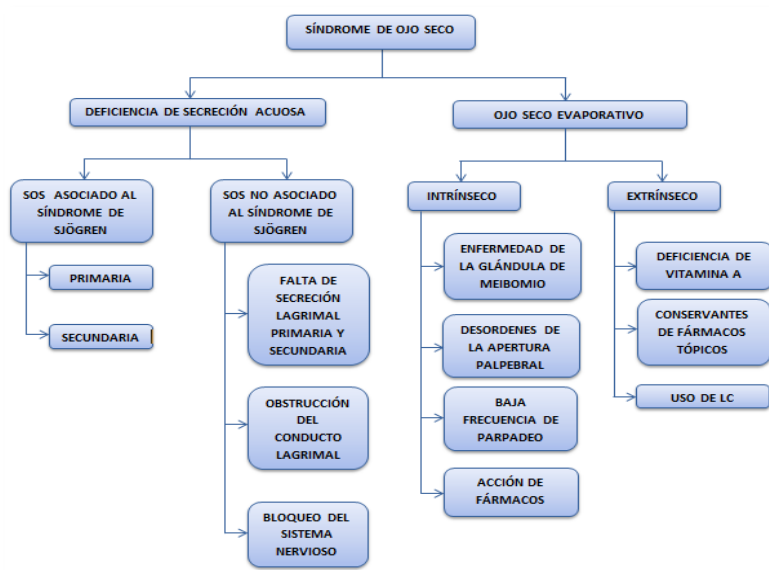 SÍNDROME DE OJO SECO
DEFICIENCIA DE SECRECIÓN ACUOSA
OJO SECO EVAPORATIVO
SOS ASOCIADO AL
SÍNDROME DE
SJÖGREN
PRIMARIA
SECUNDARIA
SOS NO ASOCIADO
AL SÍNDROME DE
SJÖGREN
FALTA DE
SECRECIÓN
LAGRIMAL
PRIMARIA Y
SECUNDARIA
OBSTRUCCIÓN
DEL
CONDUCTO
LAGRIMAL
BLOQUEO DEL
SISTEMA
NERVIOSO
INTRÍNSECO
ENFERMEDAD DE
LA GLÁNDULA DE
MEIBOMIO
DESORDENES DE
LA APERTURA
PALPEBRAL
BAJA
FRECUENCIA DE
PARPADEO
ACCIÓN DE
FÁRMACOS
EXTRÍNSECO
DEFICIENCIA DE
VITAMINA A
CONSERVANTES
DE FÁRMACOS
TÓPICOS
USO DE LC